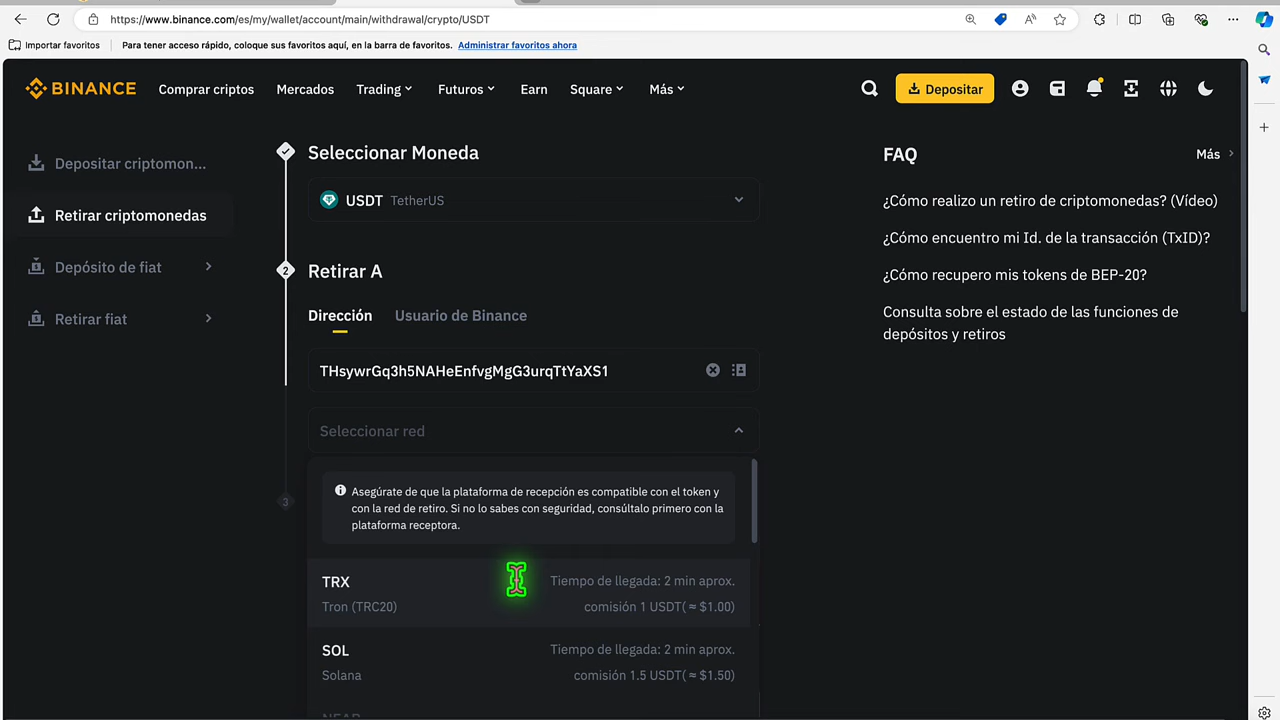 https://www.binance.com/es/my/wallet/account/main/withdrawal/crypto/USDT
Importar favoritos
Para tener acceso rápido, coloque sus favoritos aquí, en la barra de favoritos. Administrar favoritos ahora
BINANCE
Comprar criptos
Mercados
Trading
Futuros
Earn
Square
Más
Depositar
Depositar criptomon...
Retirar criptomonedas
Depósito de fiat
Retirar fiat
Seleccionar Moneda
USDT TetherUS
2
Retirar A
Dirección
Usuario de Binance
THsywrGq3h5NAHeEnfvgMgG3urqTtYaXS1
Seleccionar red
3
Asegúrate de que la plataforma de recepción es compatible con el token y
con la red de retiro. Si no lo sabes con seguridad, consúltalo primero con la
plataforma receptora.
TRX
Tiempo de llegada: 2 min aprox.
Tron (TRC20)
comisión 1 USDT( ≈ $1.00)
SOL
Tiempo de llegada: 2 min aprox.
Solana
comisión 1.5 USDT( ≈ $1.50)
NEAR
FAQ
Más
¿Cómo realizo un retiro de criptomonedas? (Vídeo)
¿Cómo encuentro mi Id. de la transacción (TxID)?
¿Cómo recupero mis tokens de BEP-20?
Consulta sobre el estado de las funciones de
depósitos y retiros